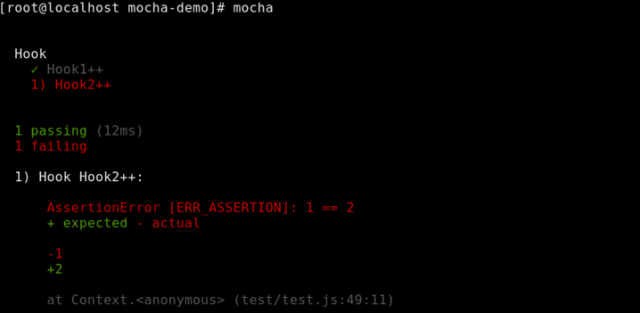 [root@localhost mocha-demo]# mocha
Hook
✓ Hook1++
1) Hook2++
1 passing (12ms)
1 failing
1) Hook Hook2++:
AssertionError [ERR_ASSERTION]: 1 == 2
+ expected - actual
-1
+2
at Context.<anonymous> (test/test.js:49:11)